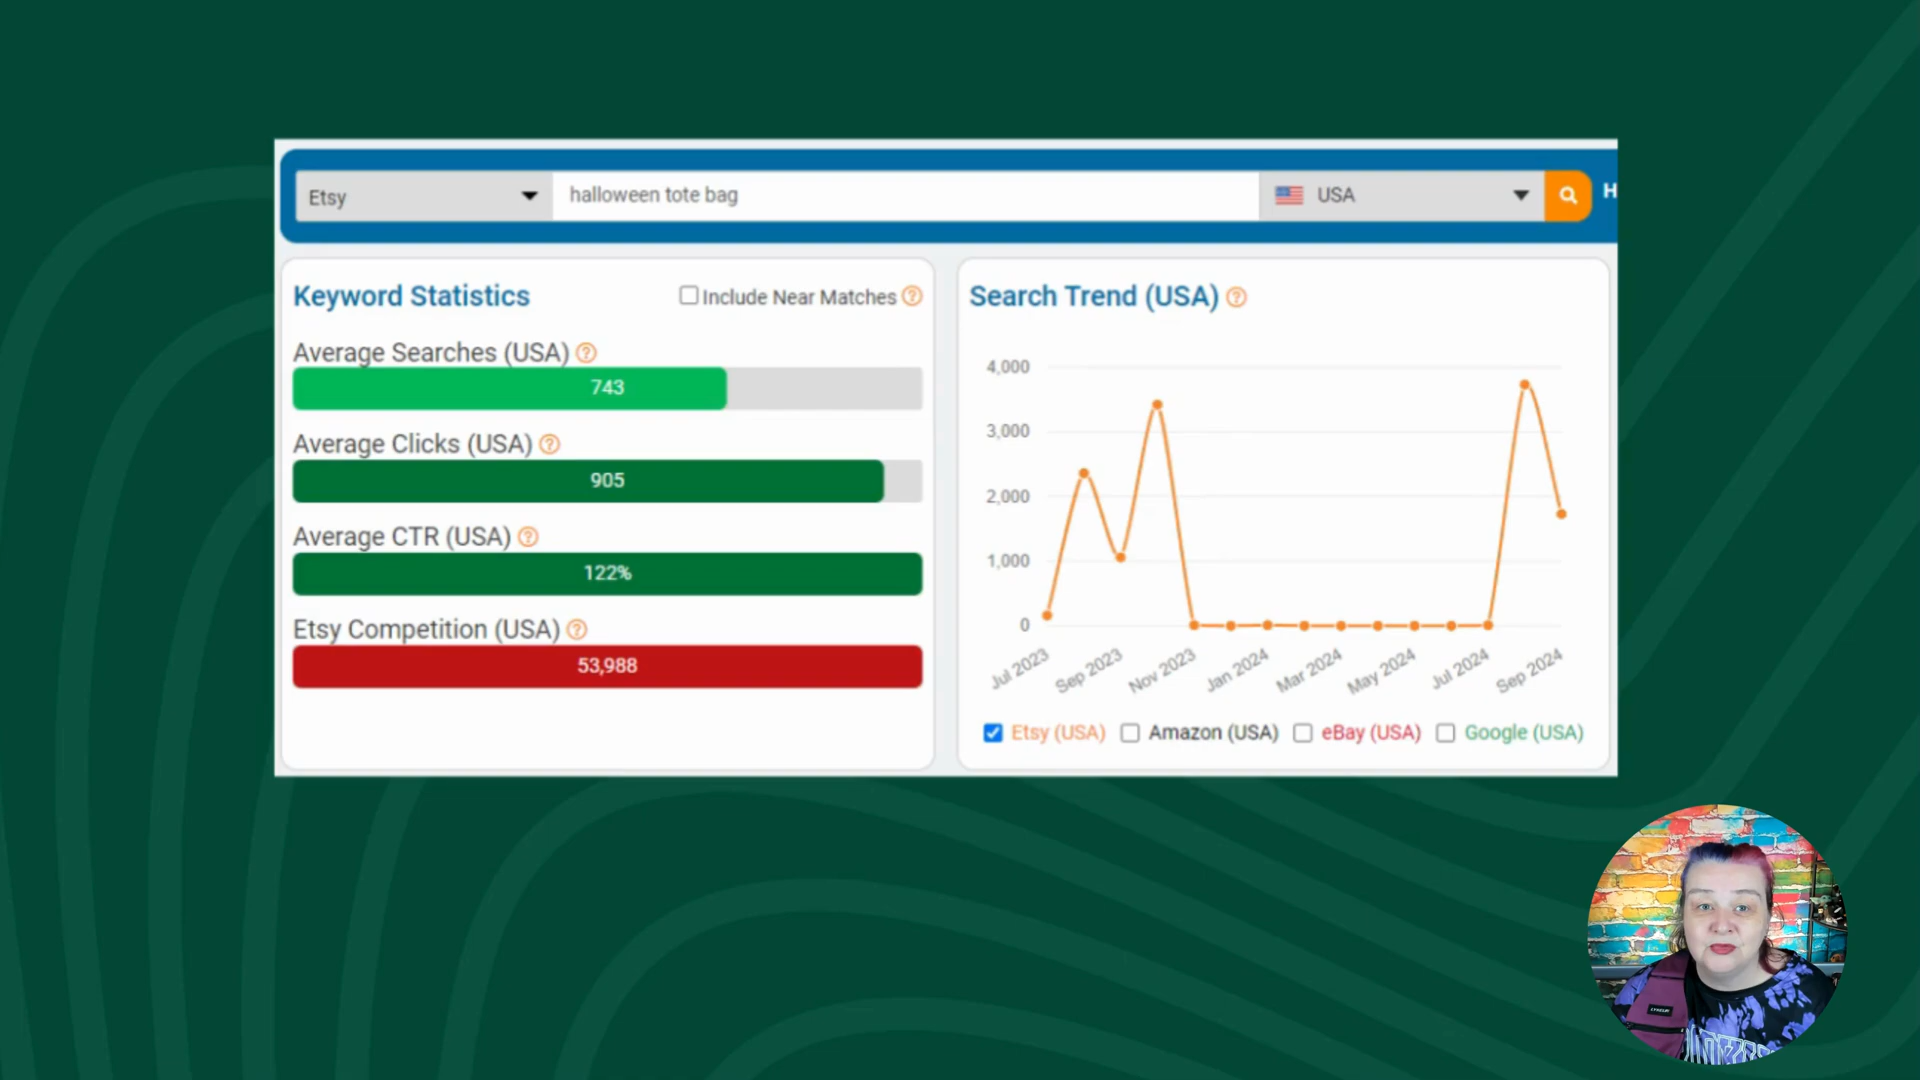 Etsy
halloween tote bag
USA
H
Keyword Statistics
Include Near Matches ?
Average Searches (USA) ?
743
Average Clicks (USA) ?
905
Average CTR (USA) ?
122%
Etsy Competition (USA) ?
53,988
Search Trend (USA) ?
4,000
3,000
2,000
1,000
0
Jul 2023
Sep 2023
Nov 2023
Jan 2024
Mar 2024
May 2024
Jul 2024
Sep 2024
Etsy (USA)
Amazon (USA)
eBay (USA)
Google (USA)